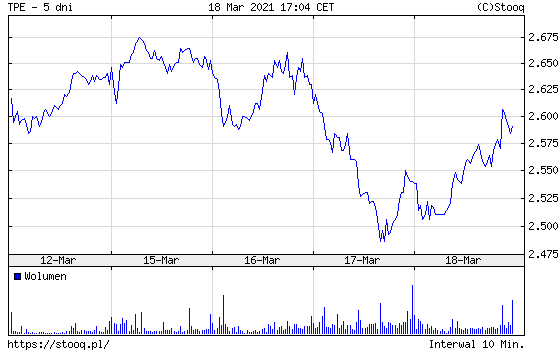 TPE - 5 dni 18 Mar 2021 17:04 CET (C)Stooq
2.675
2.650
2.625
2.600
2.575
2.550
2.525
2.500
2.475
12-Mar 15-Mar 16-Mar 17-Mar 18-Mar
Wolumen
https://stooq.pl/ Interwal 10 Min.